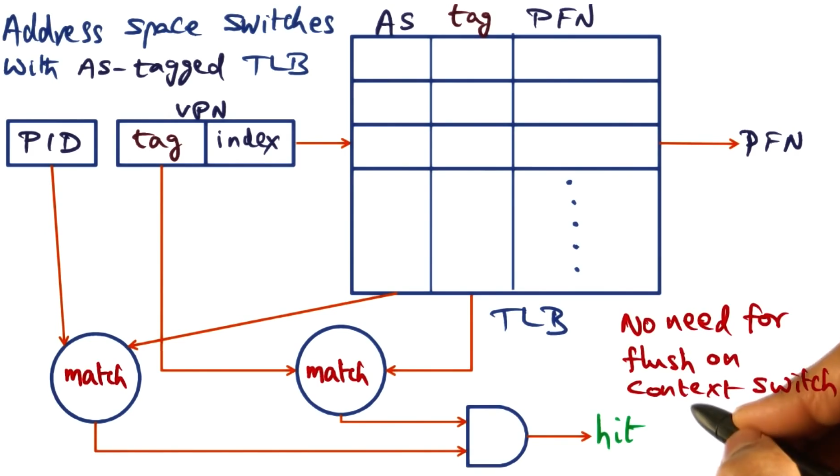 Address space switches
With AS-tagged TLB
AS tag PFN
VPN
PID tag index
PFN
TLB
match
match
No need for
flush on
context switch
hit